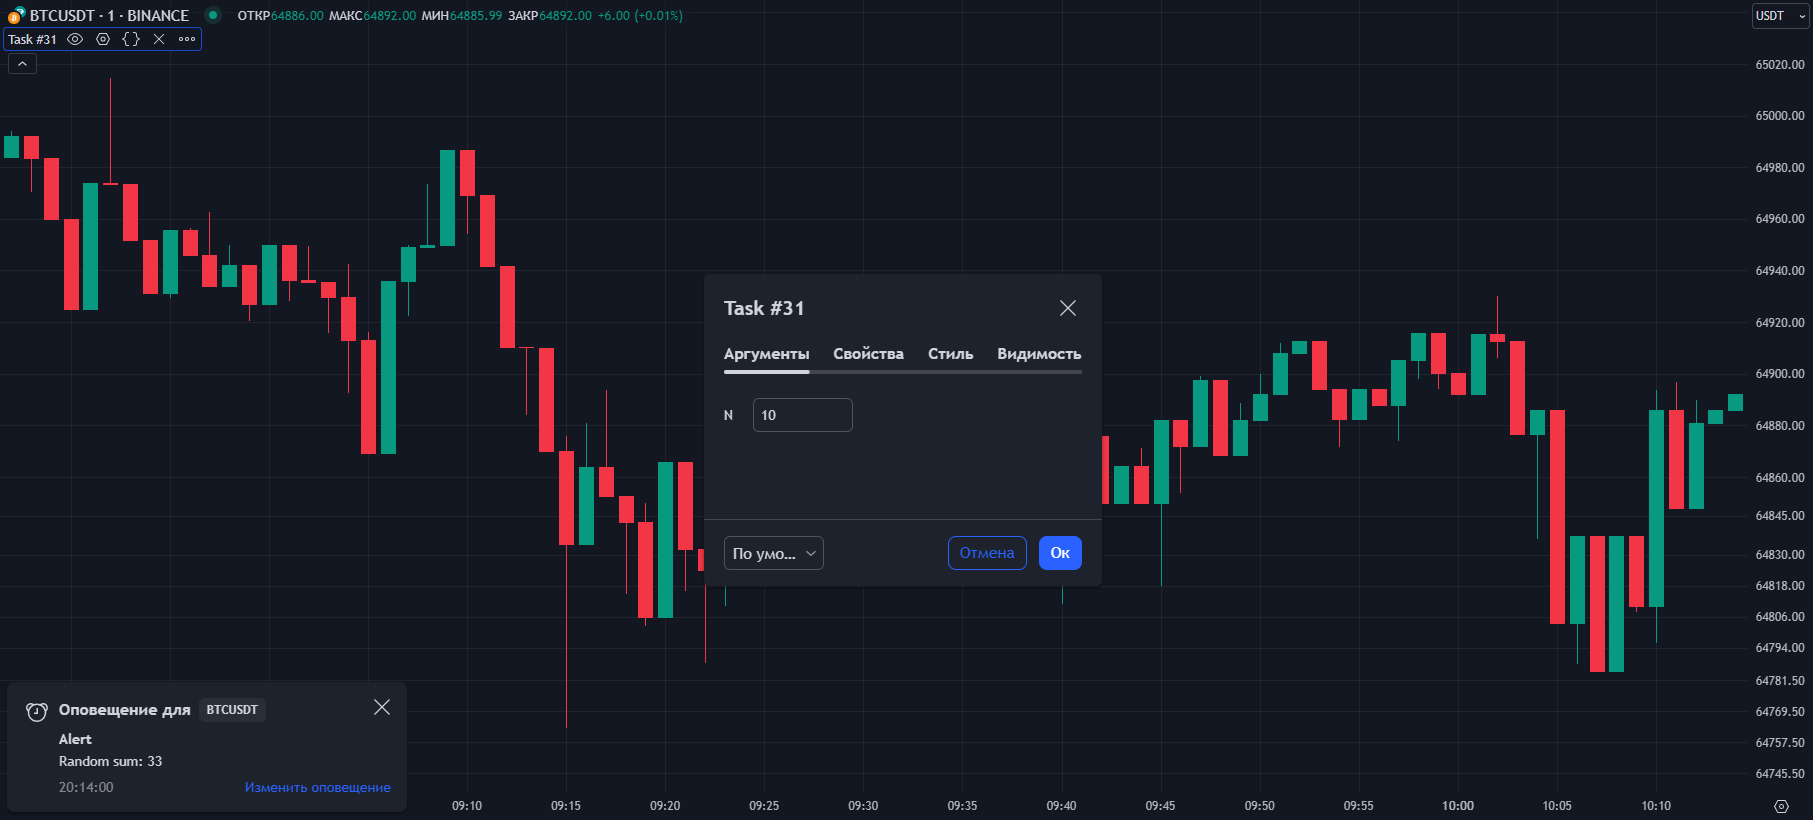 BTCUSDT · 1 · BINANCE ОТКР64886.00 МАКС64892.00 МИН64885.99 ЗАКР64892.00 +6.00 (+0.01%)
USDT
Task #31
65020.00
65000.00
64980.00
64960.00
64940.00
64920.00
64900.00
64880.00
64860.00
64845.00
64830.00
64818.00
64806.00
64794.00
64781.50
64769.50
64757.50
64745.50
Task #31
Аргументы Свойства Стиль Видимость
N 10
По умо... Отмена Ок
Оповещение для BTCUSDT
Alert
Random sum: 33
20:14:00 Изменить оповещение
09:10 09:15 09:20 09:25 09:30 09:35 09:40 09:45 09:50 09:55 10:00 10:05 10:10